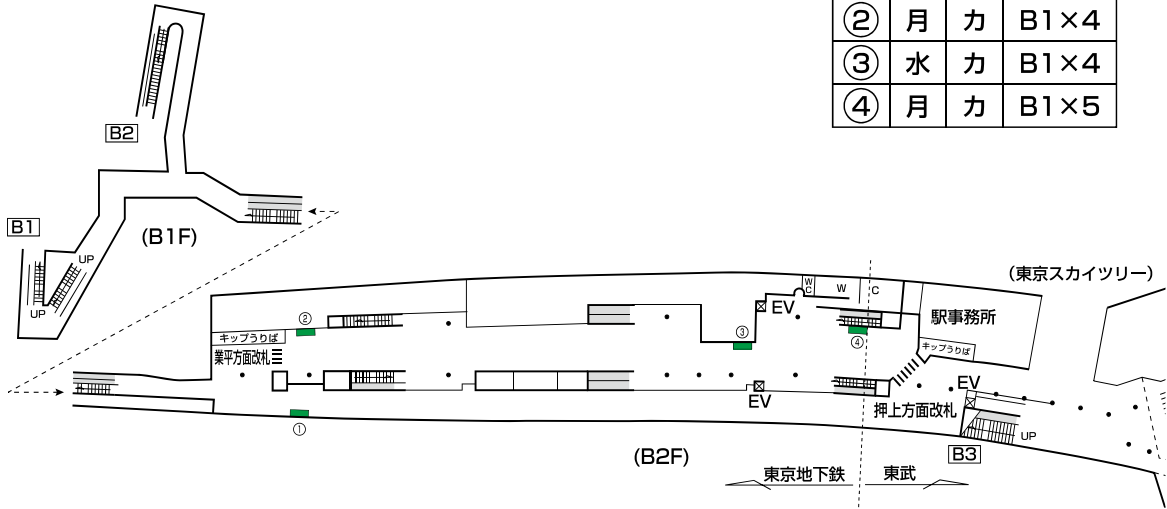 ② 月 カ B1×4
③ 水 カ B1×4
④ 月 カ B1×5
B2
B1
UP
UP
(B1F)
(東京スカイツリー)
W
C
W
C
EV
駅事務所
②
③
④
キップうりば
業平方面改札
キップうりば
EV
EV
押上方面改札
①
UP
B3
(B2F)
東京地下鉄
東武